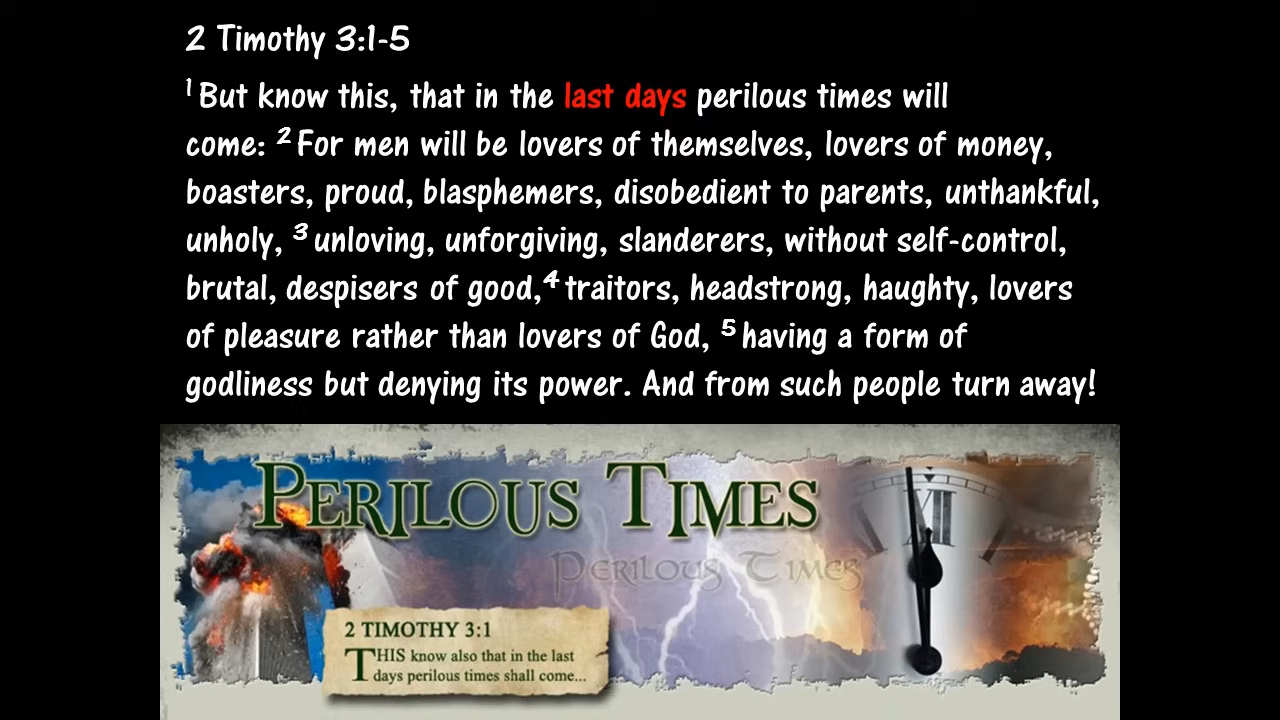 2 Timothy 3:1-5
1 But know this, that in the last days perilous times will
come: 2 For men will be lovers of themselves, lovers of money,
boasters, proud, blasphemers, disobedient to parents, unthankful,
unholy, 3 unloving, unforgiving, slanderers, without self-control,
brutal, despisers of good,4 traitors, headstrong, haughty, lovers
of pleasure rather than lovers of God, 5 having a form of
godliness but denying its power. And from such people turn away!
PERILOUS TIMES
PERILOUS TIMES
XII
2 TIMOTHY 3:1
THIS know also that in the last
days perilous times shall come...